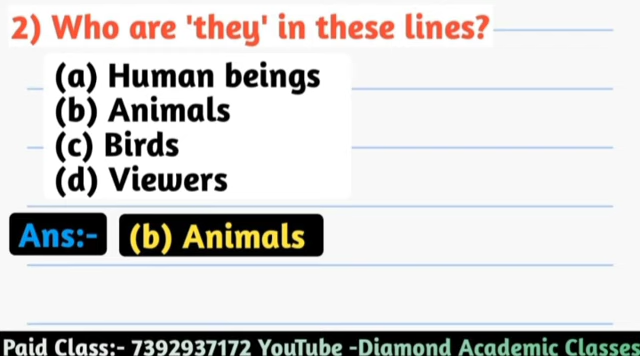 2) Who are 'they' in these lines?
(a) Human beings
(b) Animals
(c) Birds
(d) Viewers
Ans:- (b) Animals
Paid Class:- 7392937172 YouTube -Diamond Academic Classes